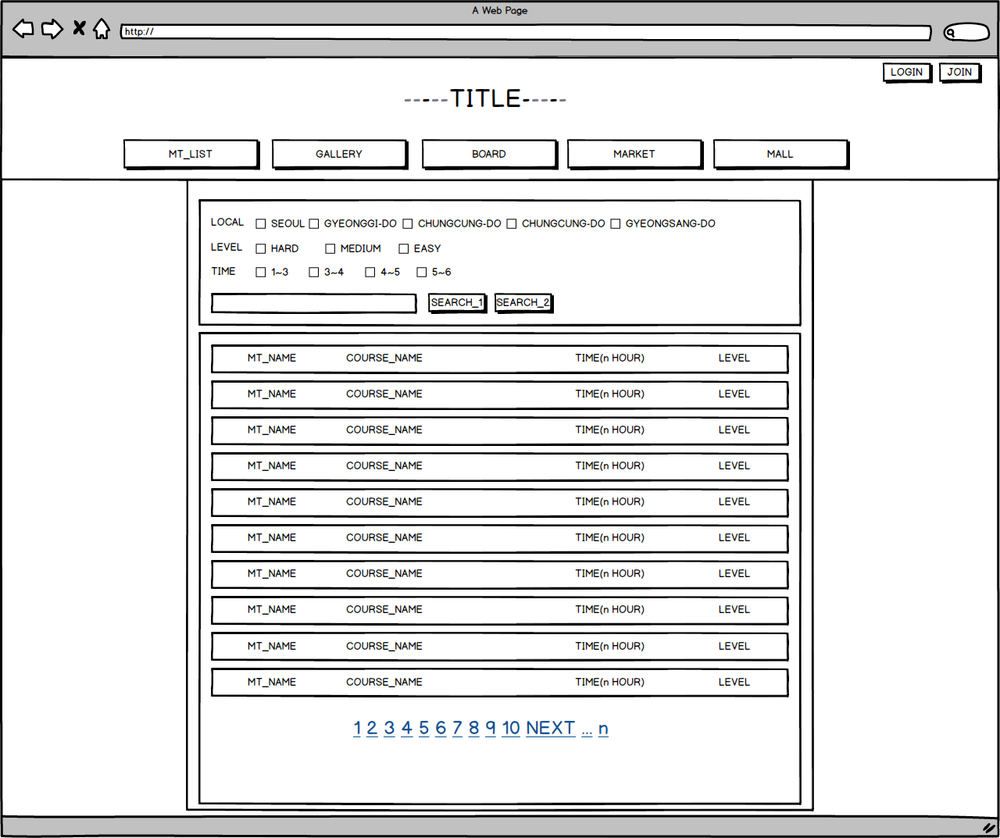 A Web Page
http://
LOGIN JOIN
-----TITLE-----
MT_LIST GALLERY BOARD MARKET MALL
LOCAL SEOUL GYEONGGI-DO CHUNGCUNG-DO CHUNGCUNG-DO GYEONGSANG-DO
LEVEL HARD MEDIUM EASY
TIME 1~3 3~4 4~5 5~6
SEARCH_1 SEARCH_2
MT_NAME COURSE_NAME TIME(n HOUR) LEVEL
MT_NAME COURSE_NAME TIME(n HOUR) LEVEL
MT_NAME COURSE_NAME TIME(n HOUR) LEVEL
MT_NAME COURSE_NAME TIME(n HOUR) LEVEL
MT_NAME COURSE_NAME TIME(n HOUR) LEVEL
MT_NAME COURSE_NAME TIME(n HOUR) LEVEL
MT_NAME COURSE_NAME TIME(n HOUR) LEVEL
MT_NAME COURSE_NAME TIME(n HOUR) LEVEL
MT_NAME COURSE_NAME TIME(n HOUR) LEVEL
MT_NAME COURSE_NAME TIME(n HOUR) LEVEL
1 2 3 4 5 6 7 8 9 10 NEXT ... n